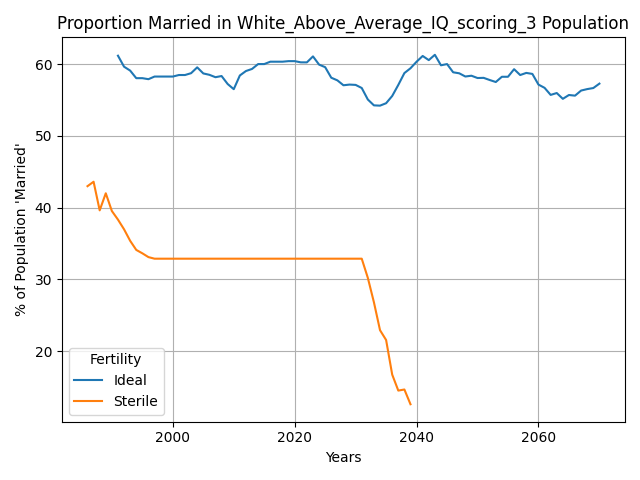 Proportion Married in White_Above_Average_IQ_scoring_3 Population
% of Population 'Married'
60
50
40
30
20
Fertility
Ideal
Sterile
2000
2020
2040
2060
Years